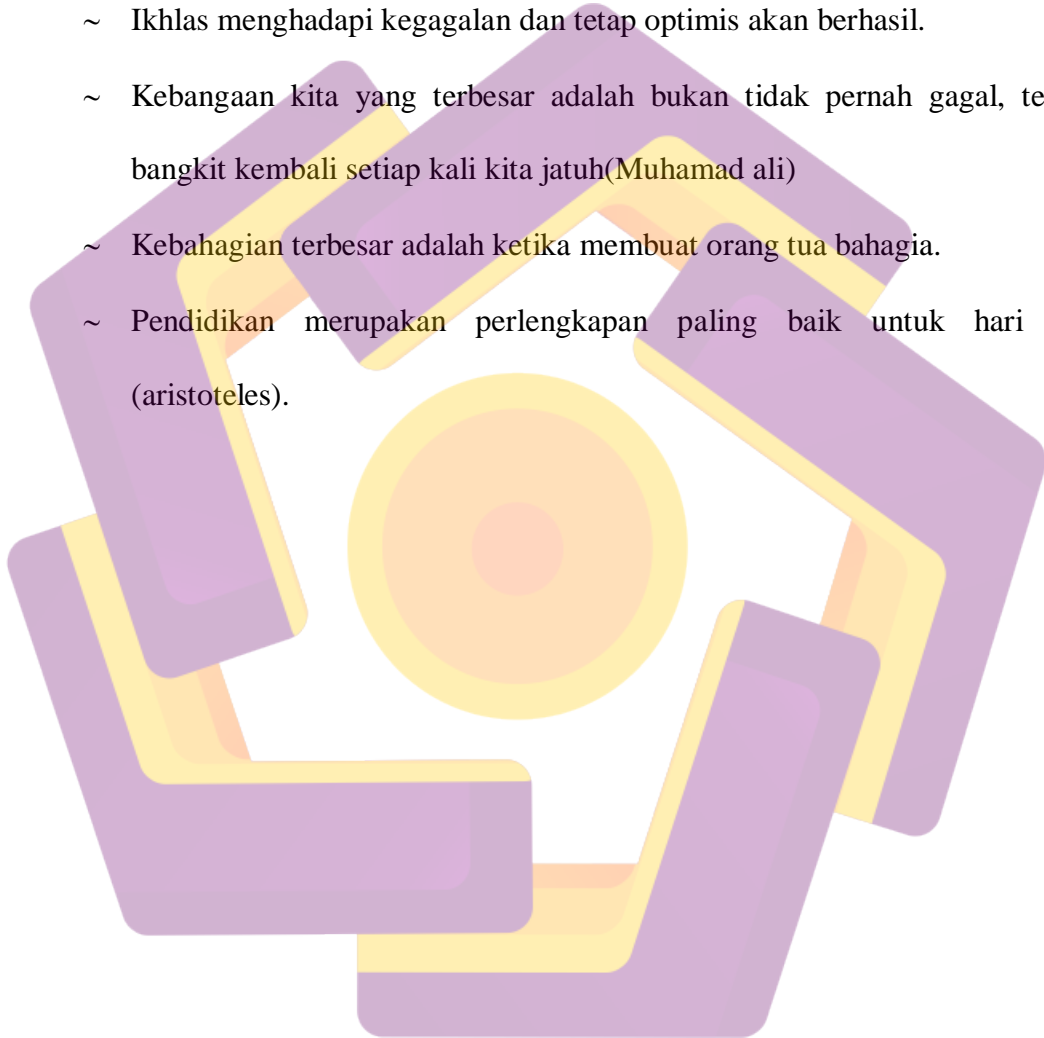 ~ Ikhlas menghadapi kegagalan dan tetap optimis akan berhasil.
~ Kebangaan kita yang terbesar adalah bukan tidak pernah gagal, te
bangkit kembali setiap kali kita jatuh(Muhamad ali)
~ Kebahagian terbesar adalah ketika membuat orang tua bahagia.
~ Pendidikan merupakan perlengkapan paling baik untuk hari
(aristoteles).